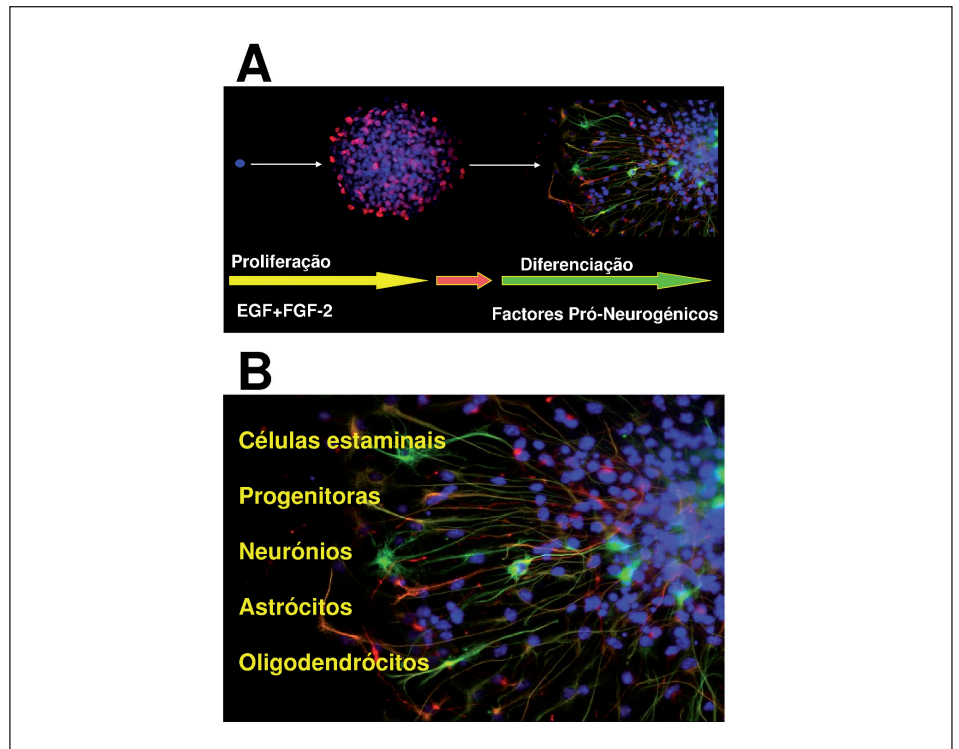 A
Proliferação
Diferenciação
EGF+FGF-2
Factores Pró-Neurogénicos
B
Células estaminais
Progenitoras
Neurónios
Astrócitos
Oligodendrócitos